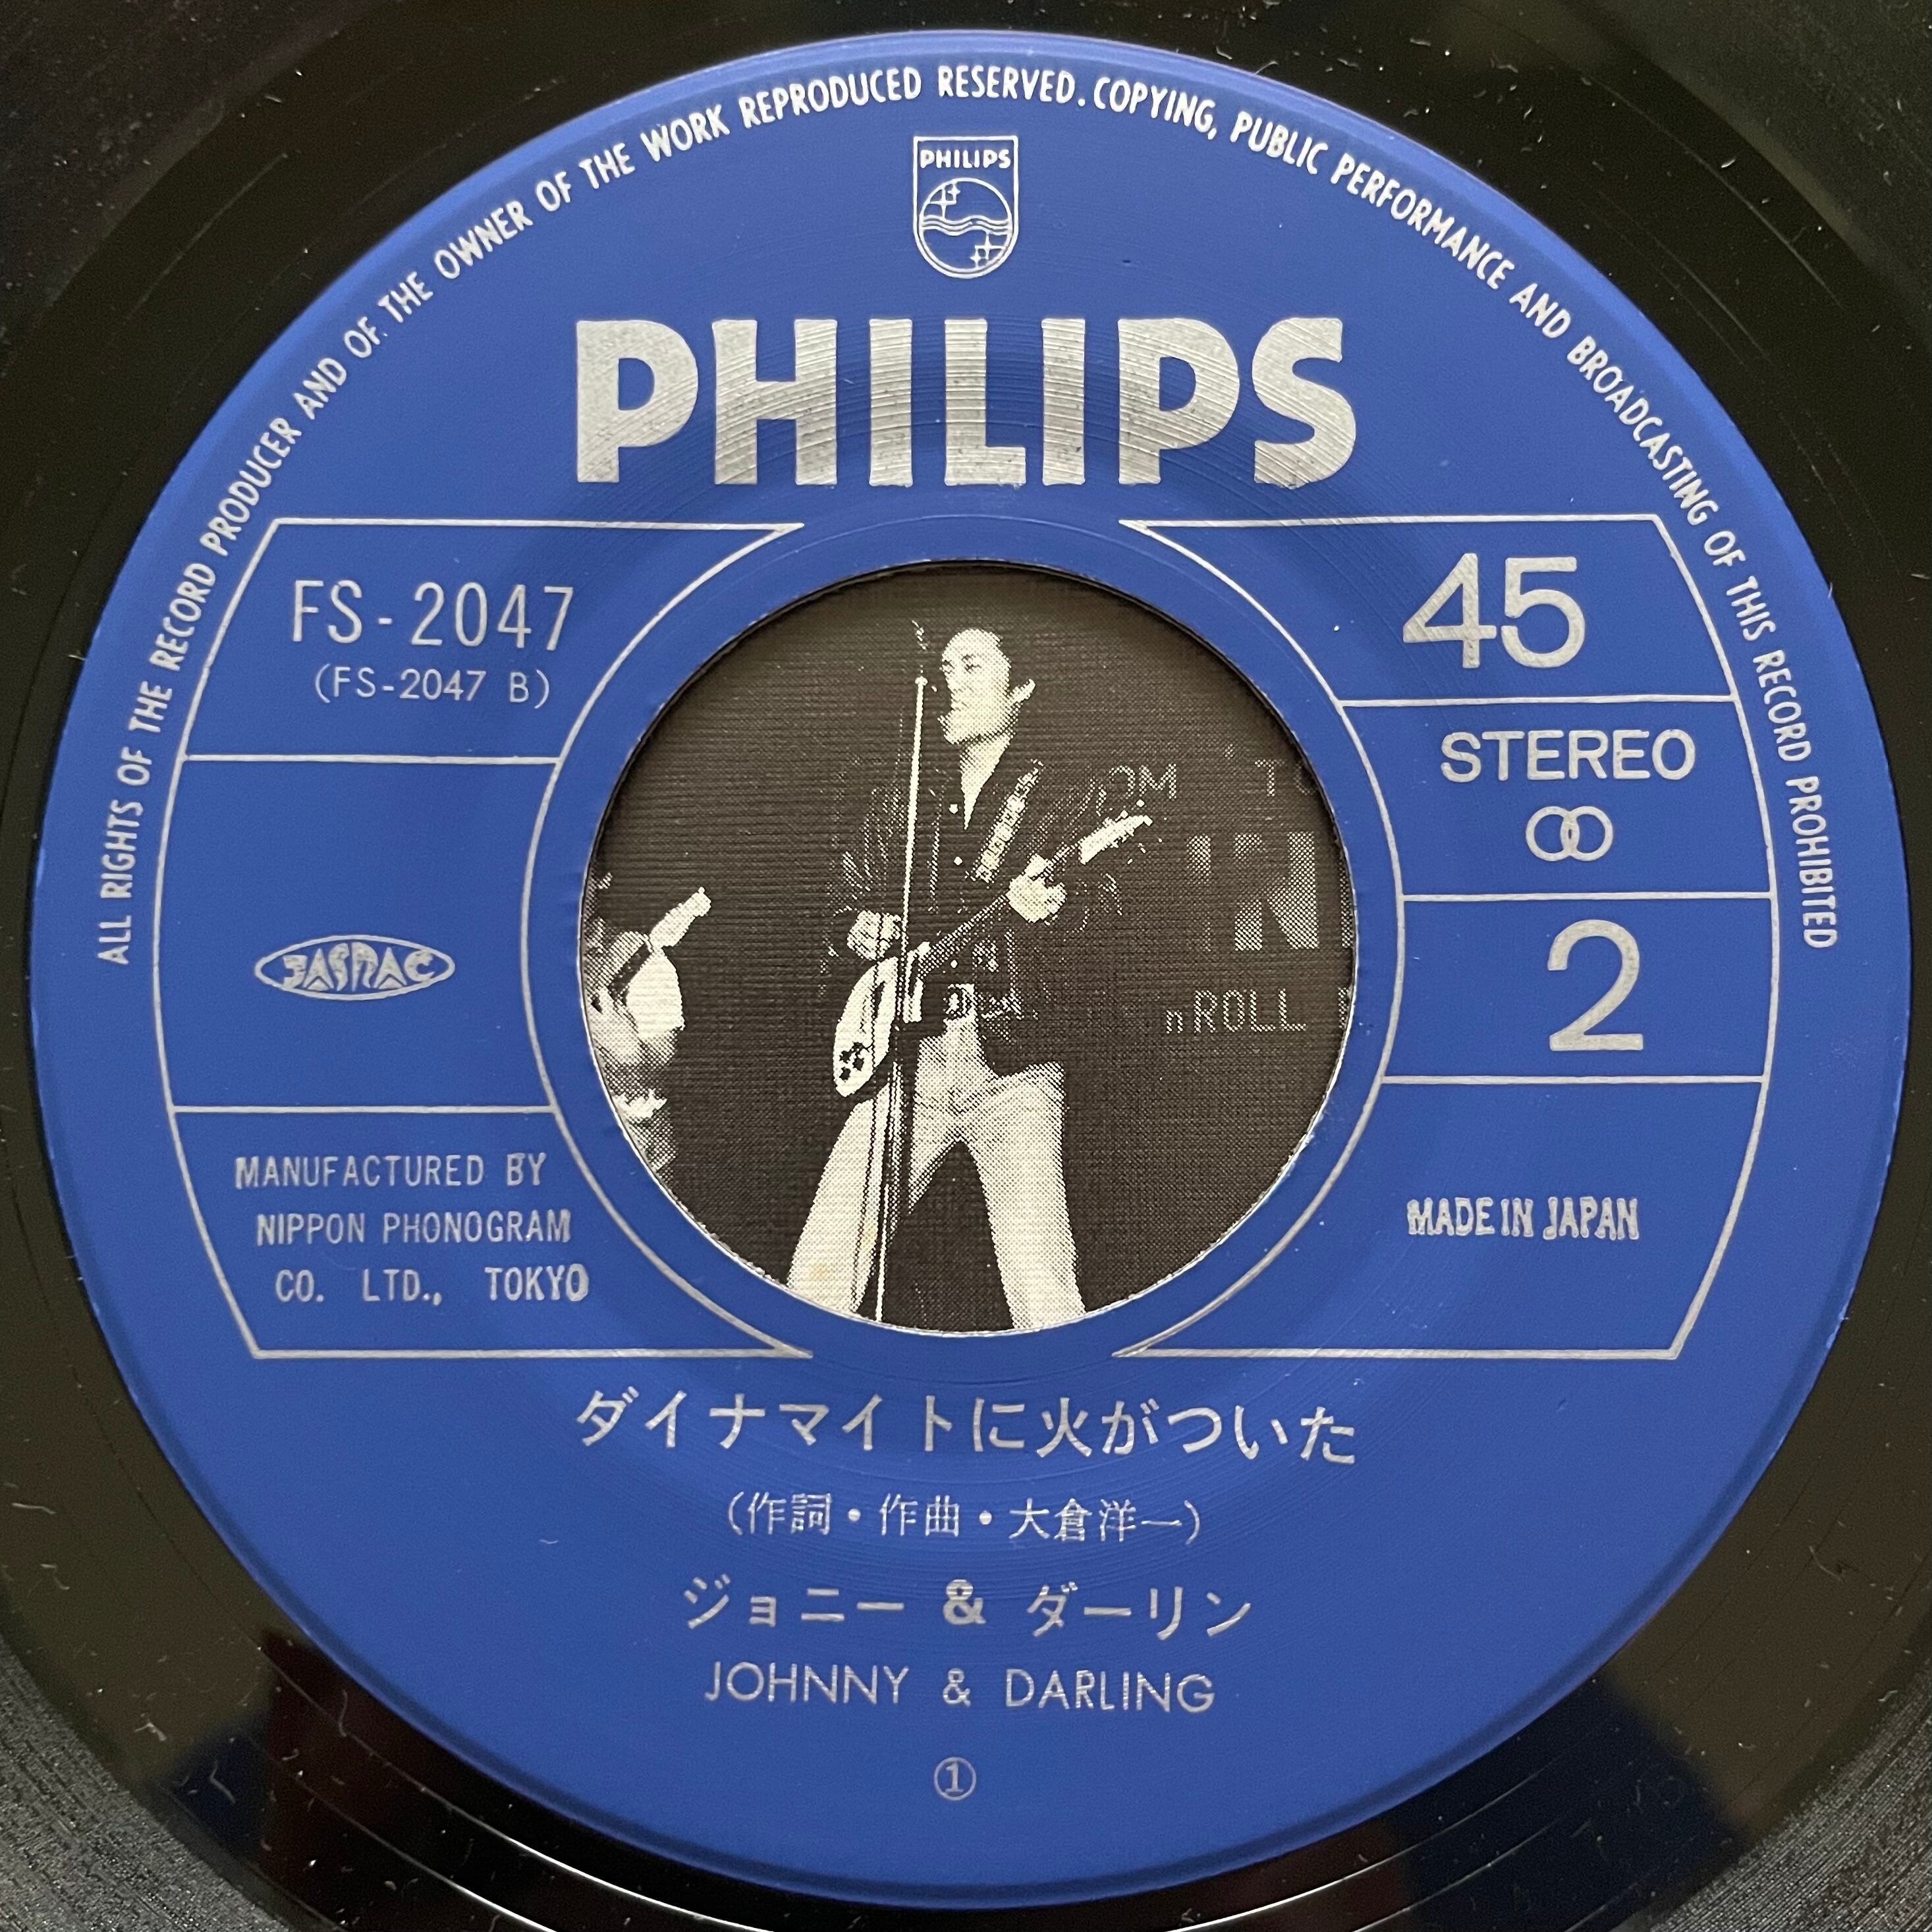 ALL RIGHTS OF THE RECORD PRODUCER AND OF THE OWNER OF THE WORK REPRODUCED RESERVED. COPYING, PUBLIC PERFORMANCE AND BROADCASTING OF THIS RECORD PROHIBITED
PHILIPS
PHILIPS
FS-2047
(FS-2047 B)
45
STEREO
2
JASRAC
MANUFACTURED BY
NIPPON PHONOGRAM
CO. LTD., TOKYO
MADE IN JAPAN
nROLL
ダイナマイトに火がついた
(作詞・作曲・大倉洋一)
ジョニー & ダーリン
JOHNNY & DARLING
①